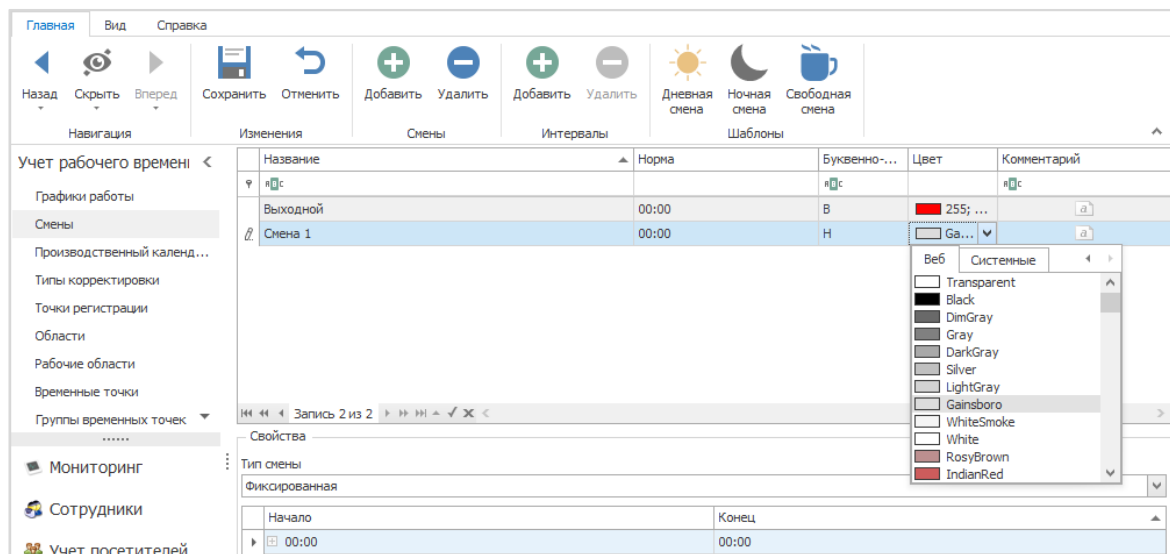 Главная Вид Справка
Назад Скрыть Вперед Сохранить Отменить Добавить Удалить Добавить Удалить Дневная смена Ночная смена Свободная смена
Навигация Изменения Смены Интервалы Шаблоны
Учет рабочего времени
Графики работы
Смены
Производственный календ...
Типы корректировки
Точки регистрации
Области
Рабочие области
Временные точки
Группы временных точек
Мониторинг
Сотрудники
Учет посетителей
Название Норма Буквенно-... Цвет Комментарий
Выходной 00:00 В 255; ...
Смена 1 00:00 Н Ga...
Веб Системные
Transparent
Black
DimGray
Gray
DarkGray
Silver
LightGray
Gainsboro
WhiteSmoke
White
RosyBrown
IndianRed
Запись 2 из 2
Свойства
Тип смены
Фиксированная
Начало Конец
00:00 00:00